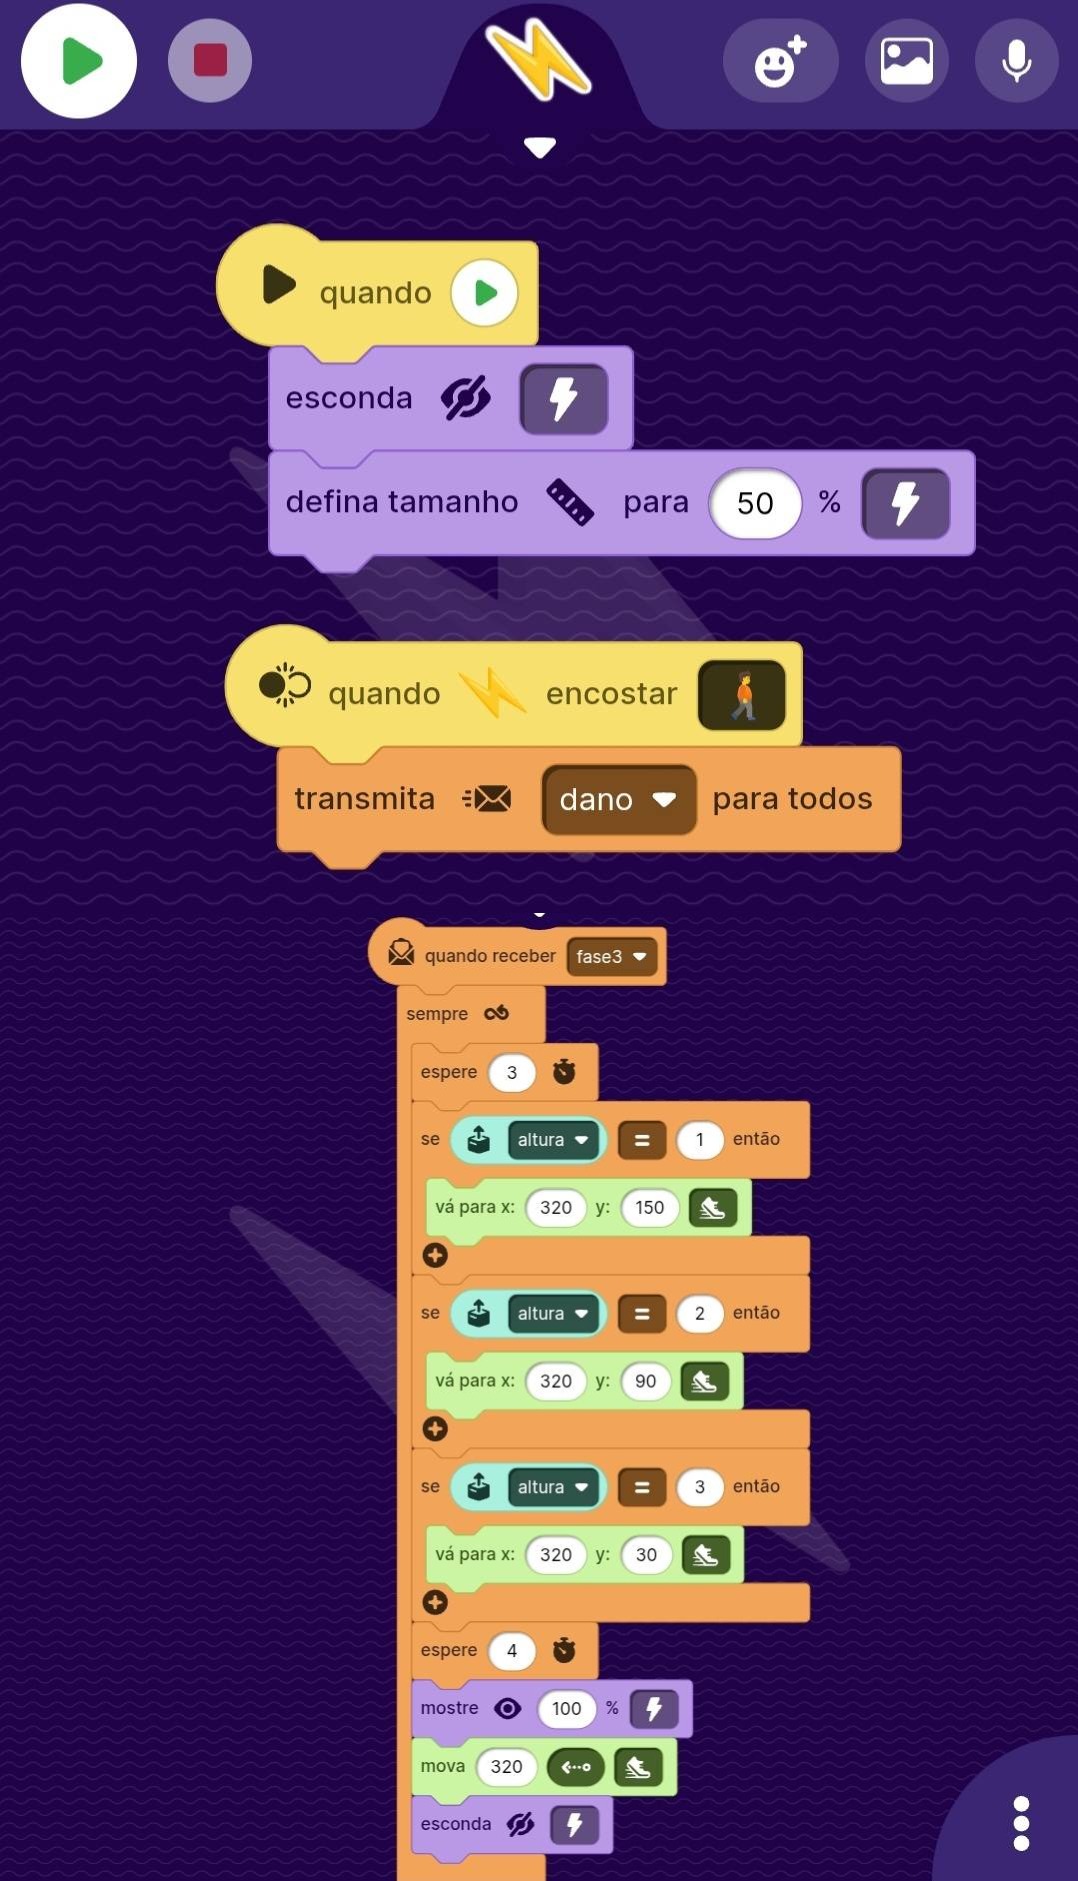 quando
esconda
defina tamanho para 50 %
quando encostar
transmita dano para todos
quando receber fase3
sempre
espere 3
se altura = 1 então
vá para x: 320 y: 150
se altura = 2 então
vá para x: 320 y: 90
se altura = 3 então
vá para x: 320 y: 30
espere 4
mostre 100 %
mova 320
esconda